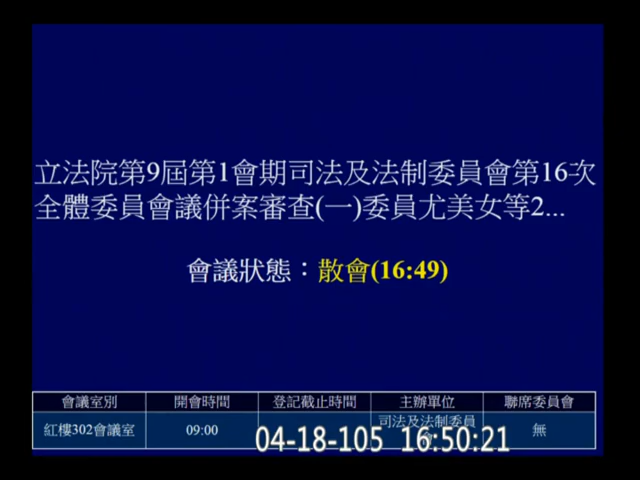 立法院第9屆第1會期司法及法制委員會第16次
全體委員會議併案審查(一)委員尤美女等2...
會議狀態：散會(16:49)
會議室別 開會時間 登記截止時間 主辦單位 聯席委員會
紅樓302會議室 09:00 司法及法制委員 無
04-18-105 16:50:21